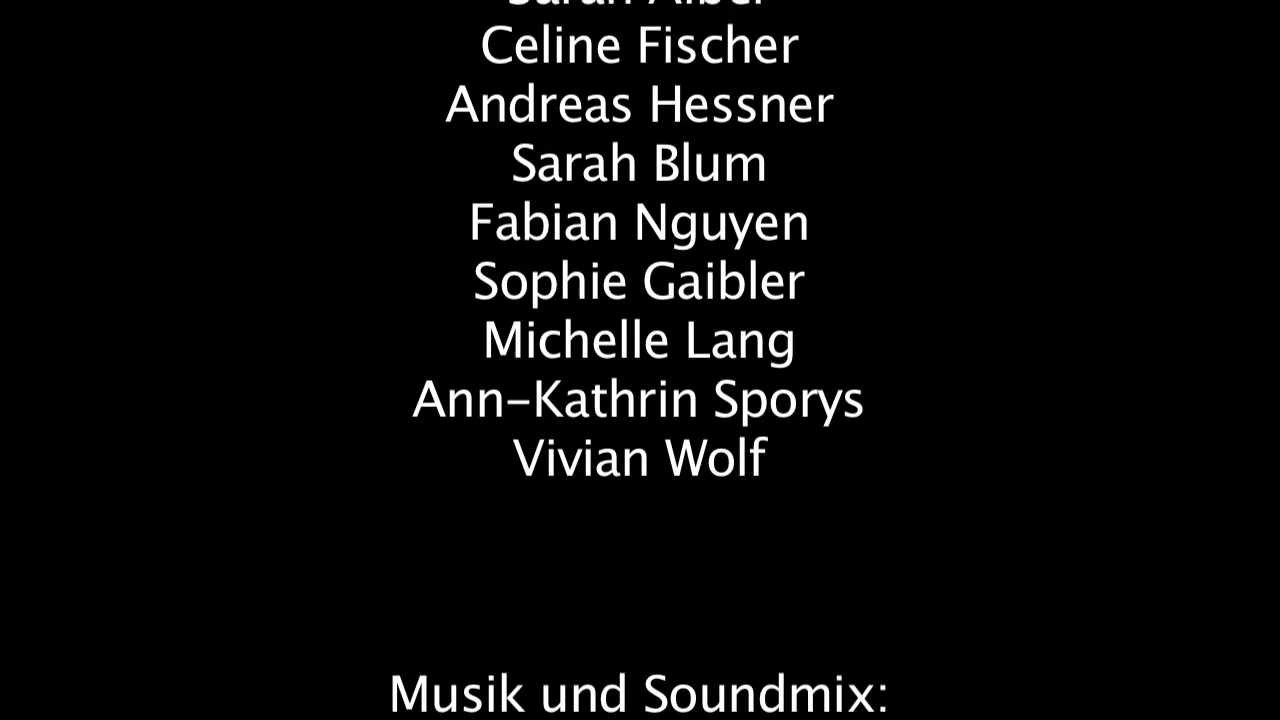 Celine Fischer
Andreas Hessner
Sarah Blum
Fabian Nguyen
Sophie Gaibler
Michelle Lang
Ann-Kathrin Sporys
Vivian Wolf
Musik und Soundmix: